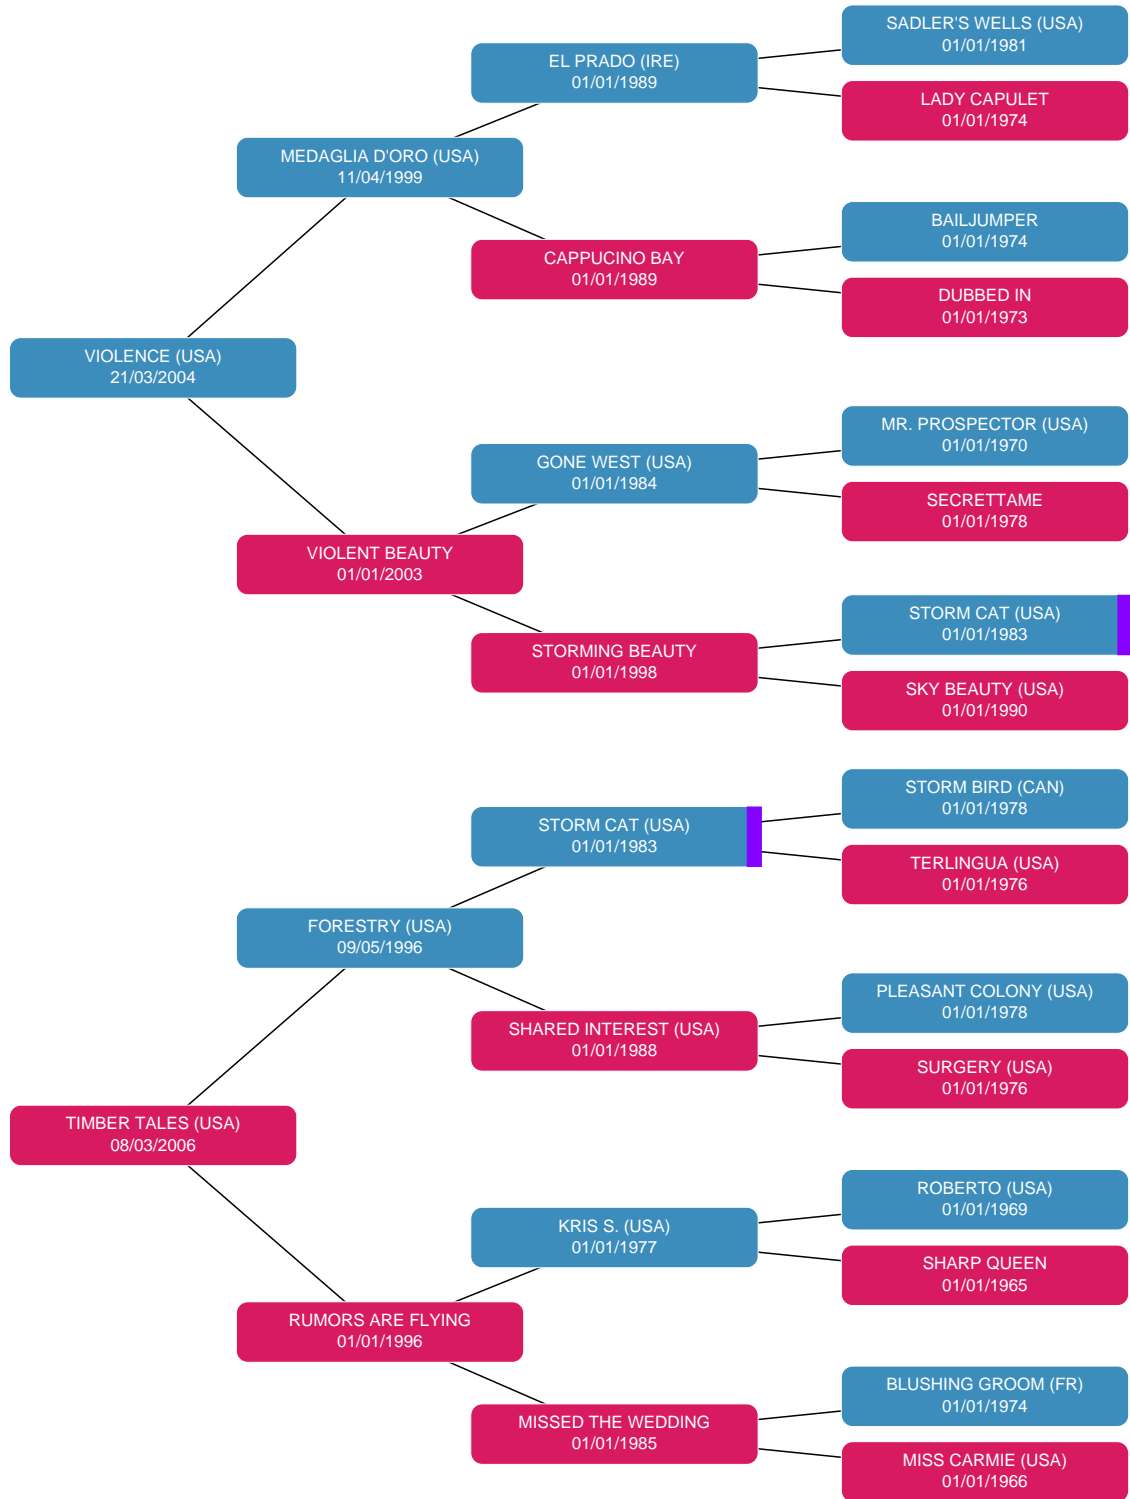 SADLER'S WELLS (USA)
01/01/1981
EL PRADO (IRE)
01/01/1989
LADY CAPULET
01/01/1974
MEDAGLIA D'ORO (USA)
11/04/1999
BAILJUMPER
01/01/1974
CAPPUCINO BAY
01/01/1989
DUBBED IN
01/01/1973
VIOLENCE (USA)
21/03/2004
MR. PROSPECTOR (USA)
01/01/1970
GONE WEST (USA)
01/01/1984
SECRETTAME
01/01/1978
VIOLENT BEAUTY
01/01/2003
STORM CAT (USA)
01/01/1983
STORMING BEAUTY
01/01/1998
SKY BEAUTY (USA)
01/01/1990
STORM BIRD (CAN)
01/01/1978
STORM CAT (USA)
01/01/1983
TERLINGUA (USA)
01/01/1976
FORESTRY (USA)
09/05/1996
PLEASANT COLONY (USA)
01/01/1978
SHARED INTEREST (USA)
01/01/1988
SURGERY (USA)
01/01/1976
TIMBER TALES (USA)
08/03/2006
ROBERTO (USA)
01/01/1969
KRIS S. (USA)
01/01/1977
SHARP QUEEN
01/01/1965
RUMORS ARE FLYING
01/01/1996
BLUSHING GROOM (FR)
01/01/1974
MISSED THE WEDDING
01/01/1985
MISS CARMIE (USA)
01/01/1966